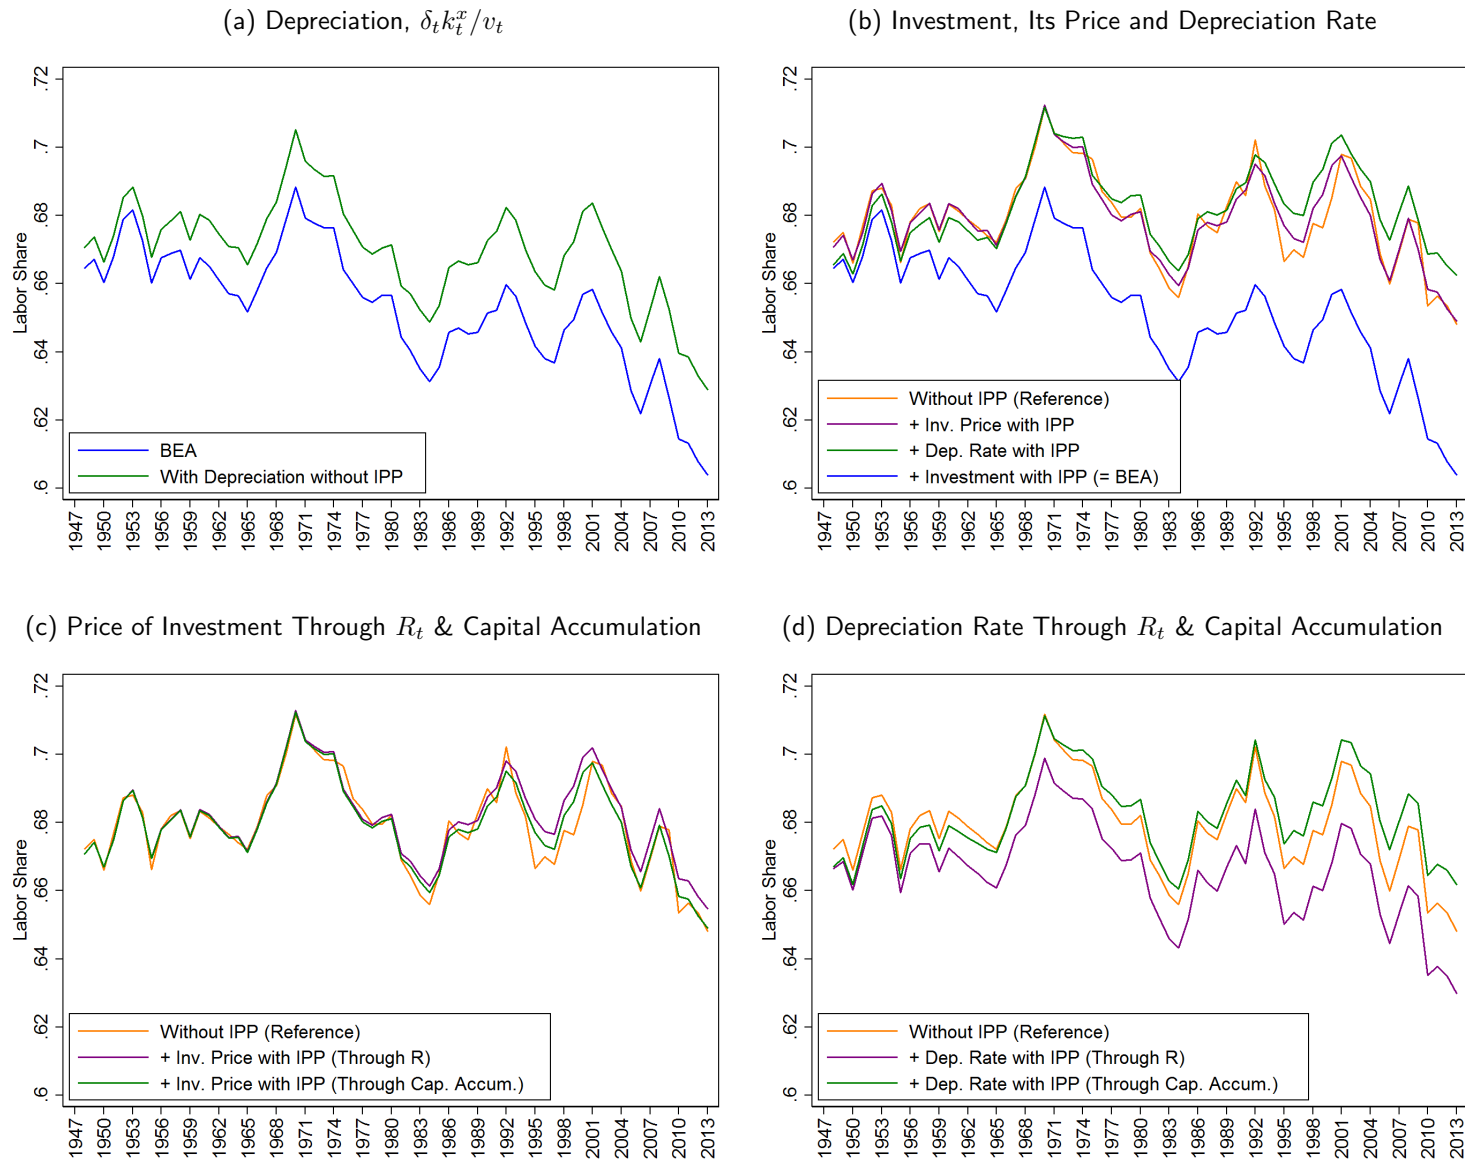 (a) Depreciation, δₜkₜˣ/vₜ
Labor Share
.72
.7
.68
.66
.64
.62
.6
BEA
With Depreciation without IPP
1947 1950 1953 1956 1959 1962 1965 1968 1971 1974 1977 1980 1983 1986 1989 1992 1995 1998 2001 2004 2007 2010 2013
(b) Investment, Its Price and Depreciation Rate
Labor Share
.72
.7
.68
.66
.64
.62
.6
Without IPP (Reference)
+ Inv. Price with IPP
+ Dep. Rate with IPP
+ Investment with IPP (= BEA)
1947 1950 1953 1956 1959 1962 1965 1968 1971 1974 1977 1980 1983 1986 1989 1992 1995 1998 2001 2004 2007 2010 2013
(c) Price of Investment Through Rₜ & Capital Accumulation
Labor Share
.72
.7
.68
.66
.64
.62
.6
Without IPP (Reference)
+ Inv. Price with IPP (Through R)
+ Inv. Price with IPP (Through Cap. Accum.)
1947 1950 1953 1956 1959 1962 1965 1968 1971 1974 1977 1980 1983 1986 1989 1992 1995 1998 2001 2004 2007 2010 2013
(d) Depreciation Rate Through Rₜ & Capital Accumulation
Labor Share
.72
.7
.68
.66
.64
.62
.6
Without IPP (Reference)
+ Dep. Rate with IPP (Through R)
+ Dep. Rate with IPP (Through Cap. Accum.)
1947 1950 1953 1956 1959 1962 1965 1968 1971 1974 1977 1980 1983 1986 1989 1992 1995 1998 2001 2004 2007 2010 2013